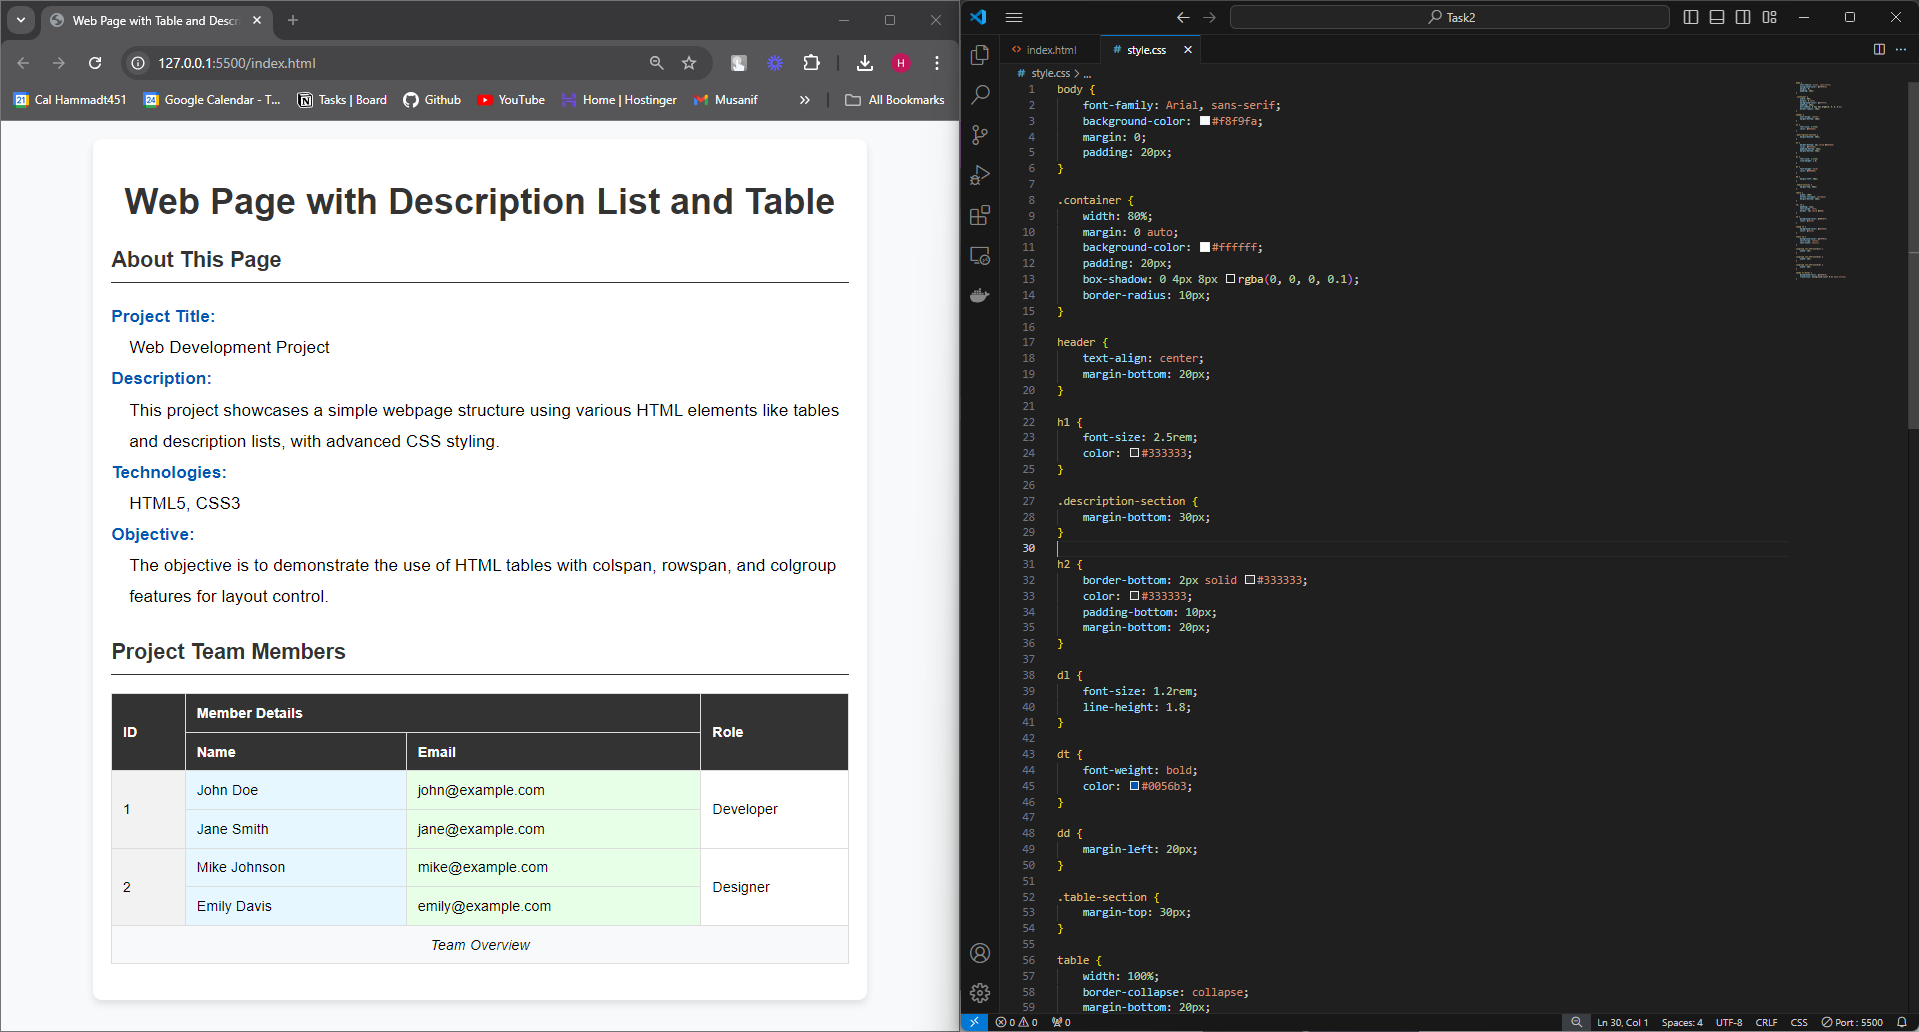 Web Page with Table and Descr
127.0.0.1:5500/index.html
H
Cal Hammadt451
Google Calendar - T...
Tasks | Board
Github
YouTube
Home | Hostinger
Musanif
All Bookmarks
Web Page with Description List and Table
About This Page
Project Title:
Web Development Project
Description:
This project showcases a simple webpage structure using various HTML elements like tables
and description lists, with advanced CSS styling.
Technologies:
HTML5, CSS3
Objective:
The objective is to demonstrate the use of HTML tables with colspan, rowspan, and colgroup
features for layout control.
Project Team Members
ID
Member Details
Role
Name
Email
1
John Doe
john@example.com
Developer
Jane Smith
jane@example.com
2
Mike Johnson
mike@example.com
Designer
Emily Davis
emily@example.com
Team Overview
Task2
index.html
# style.css
# style.css > ...
1 body {
2 font-family: Arial, sans-serif;
3 background-color: #f8f9fa;
4 margin: 0;
5 padding: 20px;
6 }
7
8 .container {
9 width: 80%;
10 margin: 0 auto;
11 background-color: #ffffff;
12 padding: 20px;
13 box-shadow: 0 4px 8px rgba(0, 0, 0, 0.1);
14 border-radius: 10px;
15 }
16
17 header {
18 text-align: center;
19 margin-bottom: 20px;
20 }
21
22 h1 {
23 font-size: 2.5rem;
24 color: #333333;
25 }
26
27 .description-section {
28 margin-bottom: 30px;
29 }
30
31 h2 {
32 border-bottom: 2px solid #333333;
33 color: #333333;
34 padding-bottom: 10px;
35 margin-bottom: 20px;
36 }
37
38 dl {
39 font-size: 1.2rem;
40 line-height: 1.8;
41 }
42
43 dt {
44 font-weight: bold;
45 color: #0056b3;
46 }
47
48 dd {
49 margin-left: 20px;
50 }
51
52 .table-section {
53 margin-top: 30px;
54 }
55
56 table {
57 width: 100%;
58 border-collapse: collapse;
59 margin-bottom: 20px;
0 0 0
Ln 30, Col 1
Spaces: 4
UTF-8
CRLF
CSS
Port : 5500